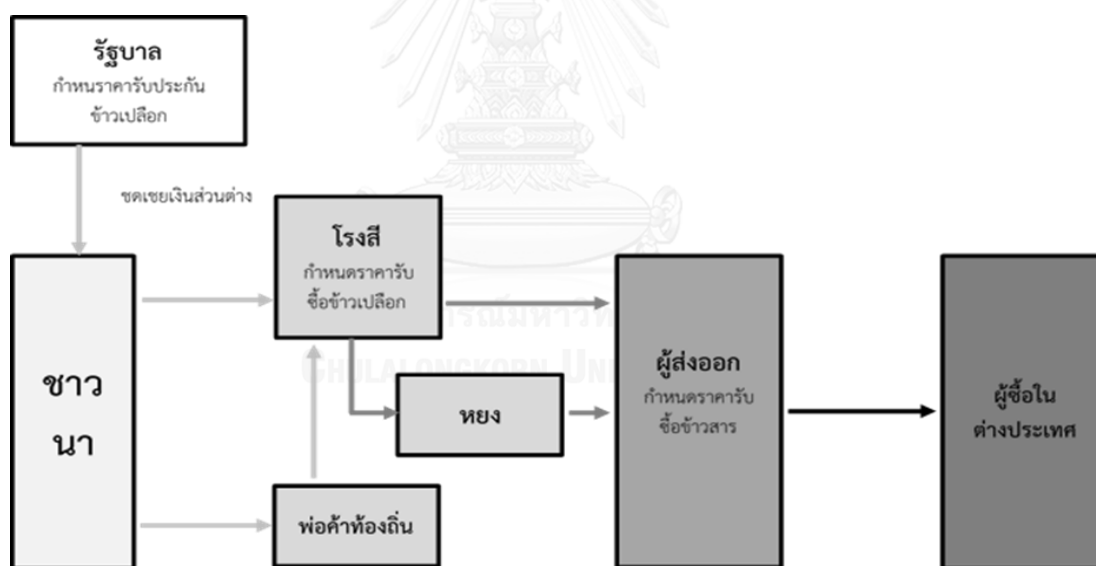 รัฐบาล
กำหนราคารับประกัน
ข้าวเปลือก
ชดเชยเงินส่วนต่าง
โรงสี
กำหนดราคารับ
ซื้อข้าวเปลือก
ชาว
นา
หยง
พ่อค้าท้องถิ่น
ผู้ส่งออก
กำหนดราคารับ
ซื้อข้าวสาร
ผู้ซื้อใน
ต่างประเทศ
CHULALONGKORN UNI